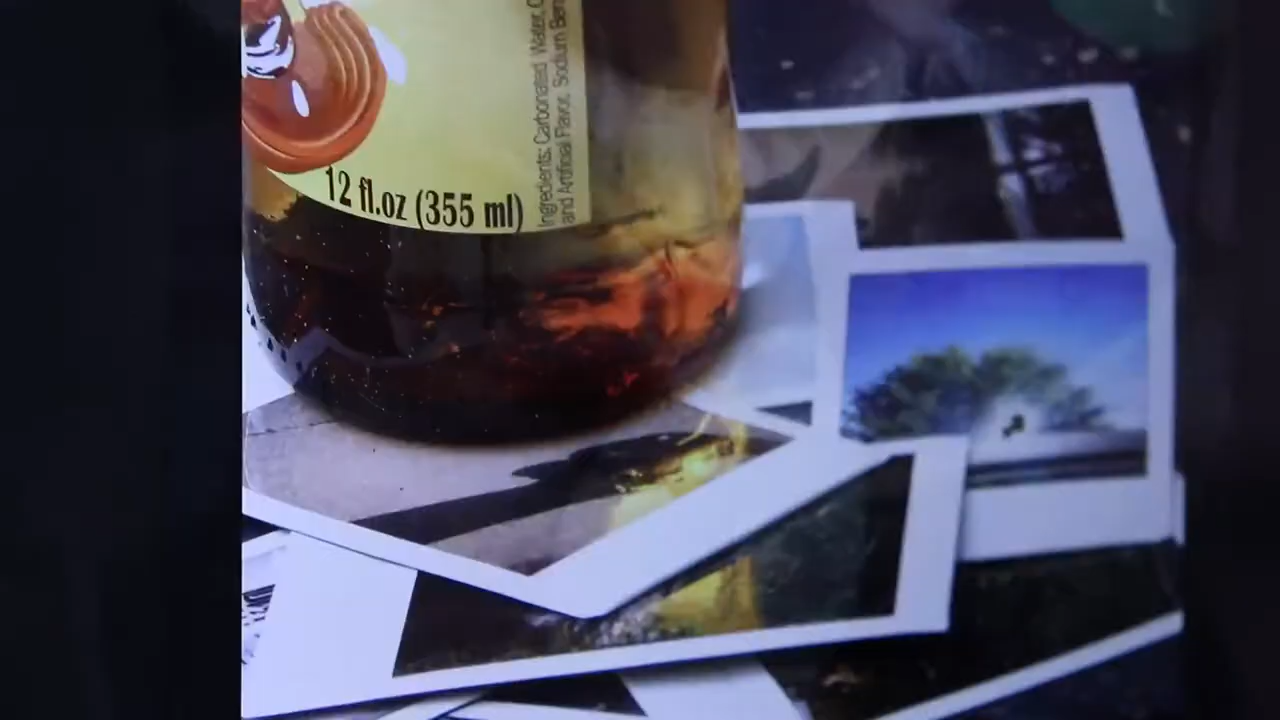 12 fl.oz (355 ml)
Ingredients: Carbonated Water, C
and Artificial Flavor, Sodium Ben